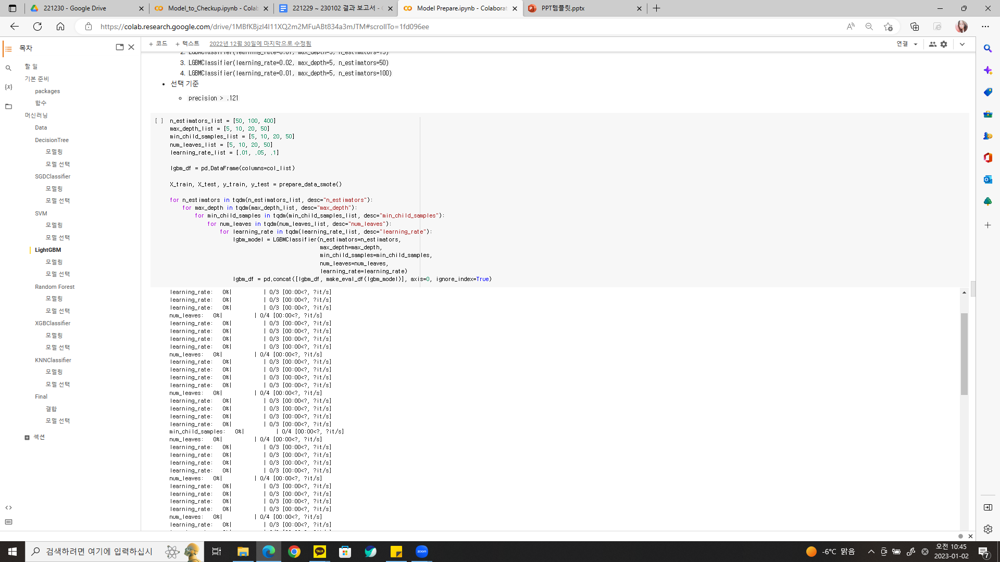 221230 - Google Drive
Model_to_Checkup.ipynb - Colab
221229 ~ 230102 결과 보고서 - G
Model Prepare.ipynb - Colaborat
PPT템플릿.pptx
https://colab.research.google.com/drive/1MBfKBjzI4I11XQ2m2MFuABt834a3mJTM#scrollTo=1fd096ee
목차
+ 코드
+ 텍스트
2022년 12월 30일에 마지막으로 수정됨
연결
할 일
기본 준비
packages
함수
머신러닝
Data
DecisionTree
모델링
모델 선택
SGDClassifier
모델링
모델 선택
SVM
모델링
모델 선택
LightGBM
모델링
모델 선택
Random Forest
모델링
모델 선택
XGBClassifier
모델링
모델 선택
KNNClassifier
모델링
모델 선택
Final
결합
모델 선택
섹션
2. LGBMClassifier(learning_rate=0.01, max_depth=5, n_estimators=15)
3. LGBMClassifier(learning_rate=0.02, max_depth=5, n_estimators=50)
4. LGBMClassifier(learning_rate=0.01, max_depth=5, n_estimators=100)
• 선택 기준
precision > .121
[ ] n_estimators_list = [50, 100, 400]
max_depth_list = [5, 10, 20, 50]
min_child_samples_list = [5, 10, 20, 50]
num_leaves_list = [5, 10, 20, 50]
learning_rate_list = [.01, .05, .1]
lgbm_df = pd.DataFrame(columns=col_list)
X_train, X_test, y_train, y_test = prepare_data_smote()
for n_estimators in tqdm(n_estimators_list, desc="n_estimators"):
for max_depth in tqdm(max_depth_list, desc="max_depth"):
for min_child_samples in tqdm(min_child_samples_list, desc="min_child_samples"):
for num_leaves in tqdm(num_leaves_list, desc="num_leaves"):
for learning_rate in tqdm(learning_rate_list, desc="learning_rate"):
lgbm_model = LGBMClassifier(n_estimators=n_estimators,
max_depth=max_depth,
min_child_samples=min_child_samples,
num_leaves=num_leaves,
learning_rate=learning_rate)
lgbm_df = pd.concat([lgbm_df, make_eval_df(lgbm_model)], axis=0, ignore_index=True)
learning_rate: 0%| | 0/3 [00:00<?, ?it/s]
learning_rate: 0%| | 0/3 [00:00<?, ?it/s]
learning_rate: 0%| | 0/3 [00:00<?, ?it/s]
num_leaves: 0%| | 0/4 [00:00<?, ?it/s]
learning_rate: 0%| | 0/3 [00:00<?, ?it/s]
learning_rate: 0%| | 0/3 [00:00<?, ?it/s]
learning_rate: 0%| | 0/3 [00:00<?, ?it/s]
learning_rate: 0%| | 0/3 [00:00<?, ?it/s]
num_leaves: 0%| | 0/4 [00:00<?, ?it/s]
learning_rate: 0%| | 0/3 [00:00<?, ?it/s]
learning_rate: 0%| | 0/3 [00:00<?, ?it/s]
learning_rate: 0%| | 0/3 [00:00<?, ?it/s]
learning_rate: 0%| | 0/3 [00:00<?, ?it/s]
num_leaves: 0%| | 0/4 [00:00<?, ?it/s]
learning_rate: 0%| | 0/3 [00:00<?, ?it/s]
learning_rate: 0%| | 0/3 [00:00<?, ?it/s]
learning_rate: 0%| | 0/3 [00:00<?, ?it/s]
learning_rate: 0%| | 0/3 [00:00<?, ?it/s]
min_child_samples: 0%| | 0/4 [00:00<?, ?it/s]
num_leaves: 0%| | 0/4 [00:00<?, ?it/s]
learning_rate: 0%| | 0/3 [00:00<?, ?it/s]
learning_rate: 0%| | 0/3 [00:00<?, ?it/s]
learning_rate: 0%| | 0/3 [00:00<?, ?it/s]
learning_rate: 0%| | 0/3 [00:00<?, ?it/s]
num_leaves: 0%| | 0/4 [00:00<?, ?it/s]
learning_rate: 0%| | 0/3 [00:00<?, ?it/s]
learning_rate: 0%| | 0/3 [00:00<?, ?it/s]
learning_rate: 0%| | 0/3 [00:00<?, ?it/s]
learning_rate: 0%| | 0/3 [00:00<?, ?it/s]
num_leaves: 0%| | 0/4 [00:00<?, ?it/s]
learning_rate: 0%| | 0/3 [00:00<?, ?it/s]
검색하려면 여기에 입력하십시
TALK
zoom
-6°C 맑음
오전 10:45
2023-01-02
7